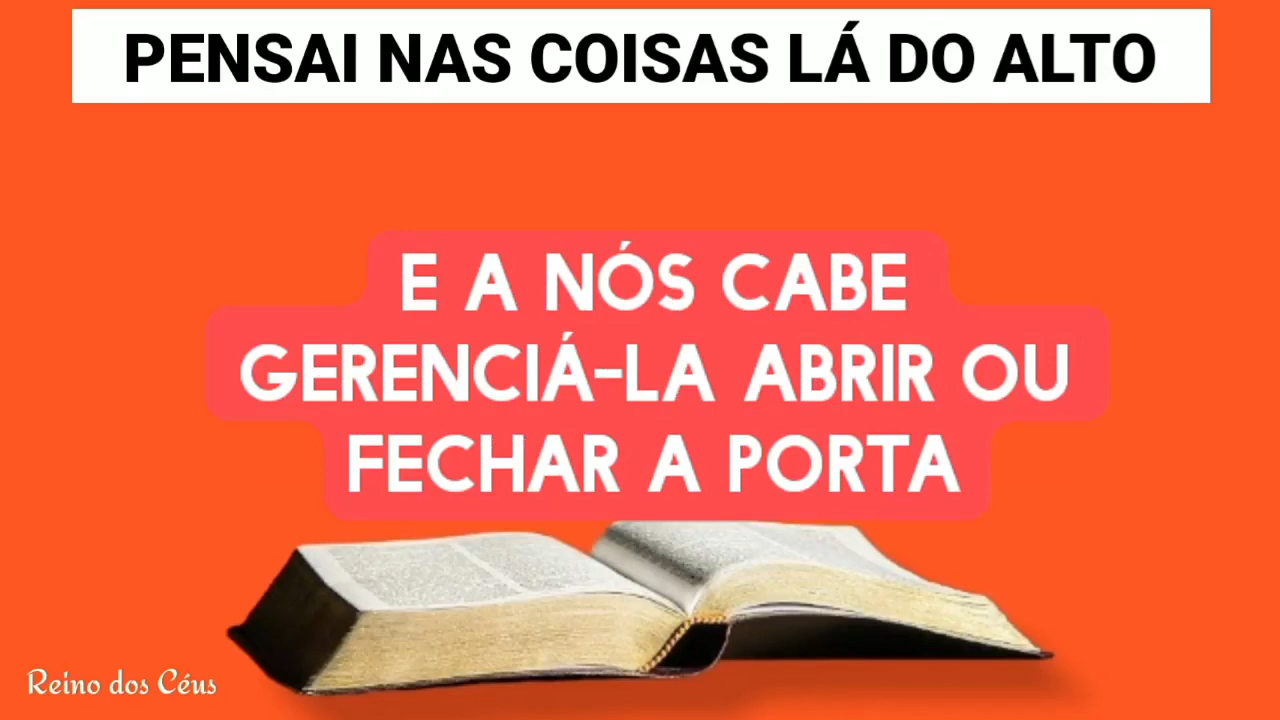 PENSAI NAS COISAS LÁ DO ALTO
E A NÓS CABE
GERENCIÁ-LA ABRIR OU
FECHAR A PORTA
Reino dos Céus